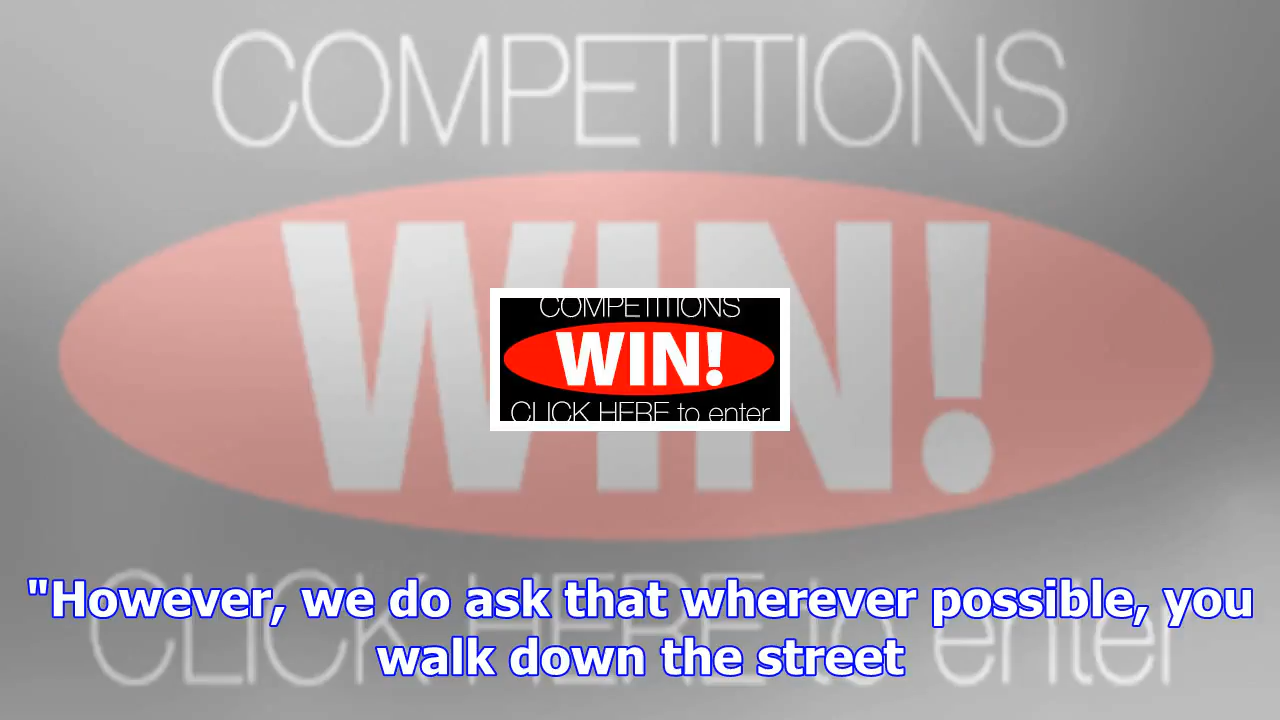 COMPETITIONS
WIN!
COMPETITIONS
WIN!
CLICK HERE to enter
CLICK HERE to enter
"However, we do ask that wherever possible, you
walk down the street